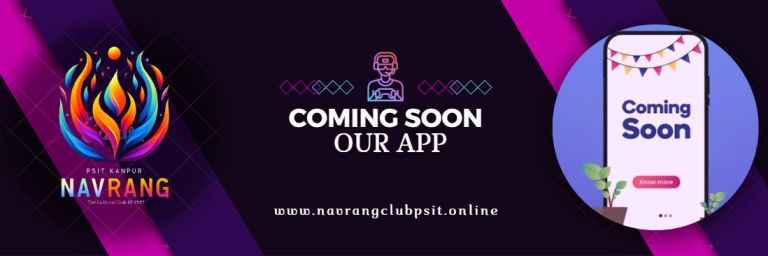 PSIT KANPUR
NAVRANG
The Cultural Club Of PSIT
COMING SOON
OUR APP
www.navrangclubpsit.online
Coming
Soon
Know more